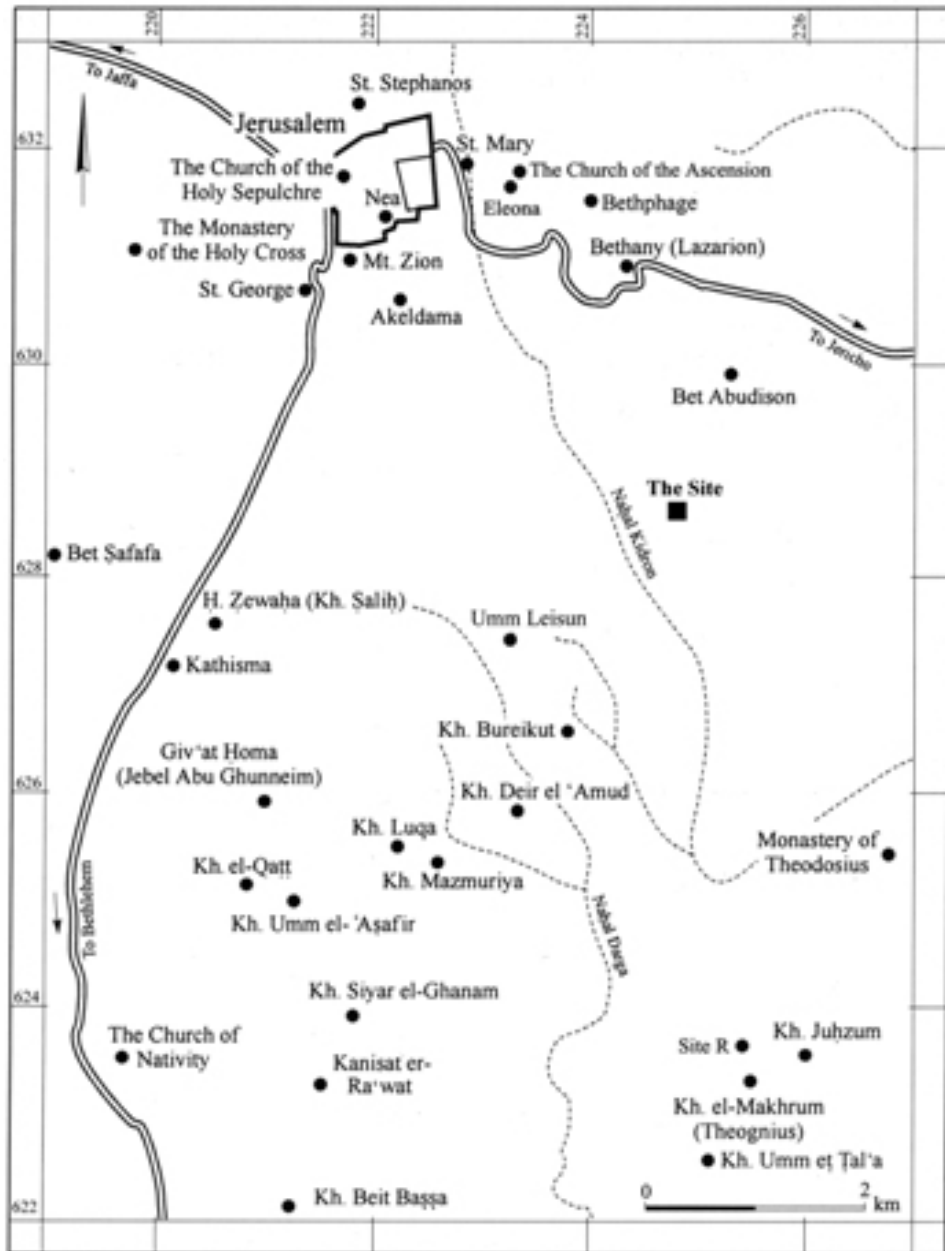 220
222
224
226
To Jaffa
St. Stephanos
Jerusalem
632
St. Mary
The Church of the
Holy Sepulchre
The Church of the Ascension
Nea
Eleona
Bethphage
The Monastery
of the Holy Cross
Mt. Zion
Bethany (Lazarion)
St. George
Akeldama
To Jericho
630
Bet Abudison
The Site
Naḥal Kidron
628
Bet Ṣafafa
Ḥ. Ẓewaḥa (Kh. Ṣaliḥ)
Umm Leisun
Kathisma
Kh. Bureikut
Giv‘at Ḥoma
(Jebel Abu Ghunneim)
626
Kh. Deir el ‘Amud
Kh. Luqa
Monastery of
Theodosius
Kh. el-Qaṭṭ
Kh. Mazmuriya
Kh. Umm el-’Aṣafir
To Bethlehem
Naḥal Darga
624
Kh. Siyar el-Ghanam
The Church of
Nativity
Site R
Kh. Juḥzum
Kanisat er-
Ra‘wat
Kh. el-Makhrum
(Theognius)
Kh. Umm eṭ Ṭal‘a
Kh. Beit Baṣṣa
0 2
km
622